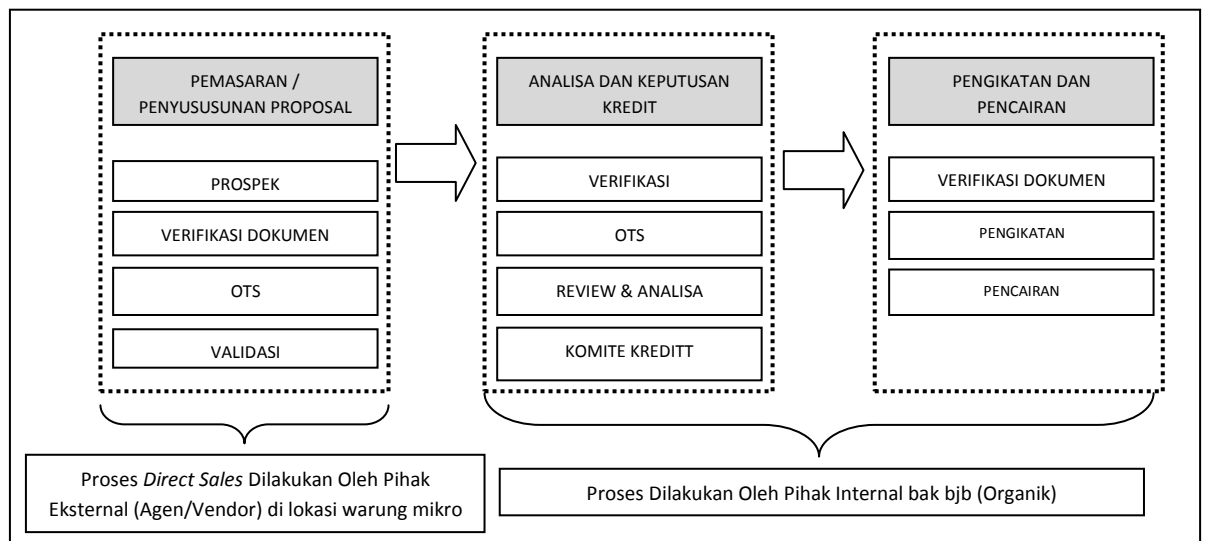 PEMASARAN /
PENYUSUSUNAN PROPOSAL
PROSPEK
VERIFIKASI DOKUMEN
OTS
VALIDASI
ANALISA DAN KEPUTUSAN
KREDIT
VERIFIKASI
OTS
REVIEW & ANALISA
KOMITE KREDITT
PENGIKATAN DAN
PENCAIRAN
VERIFIKASI DOKUMEN
PENGIKATAN
PENCAIRAN
Proses Direct Sales Dilakukan Oleh Pihak
Eksternal (Agen/Vendor) di lokasi warung mikro
Proses Dilakukan Oleh Pihak Internal bak bjb (Organik)